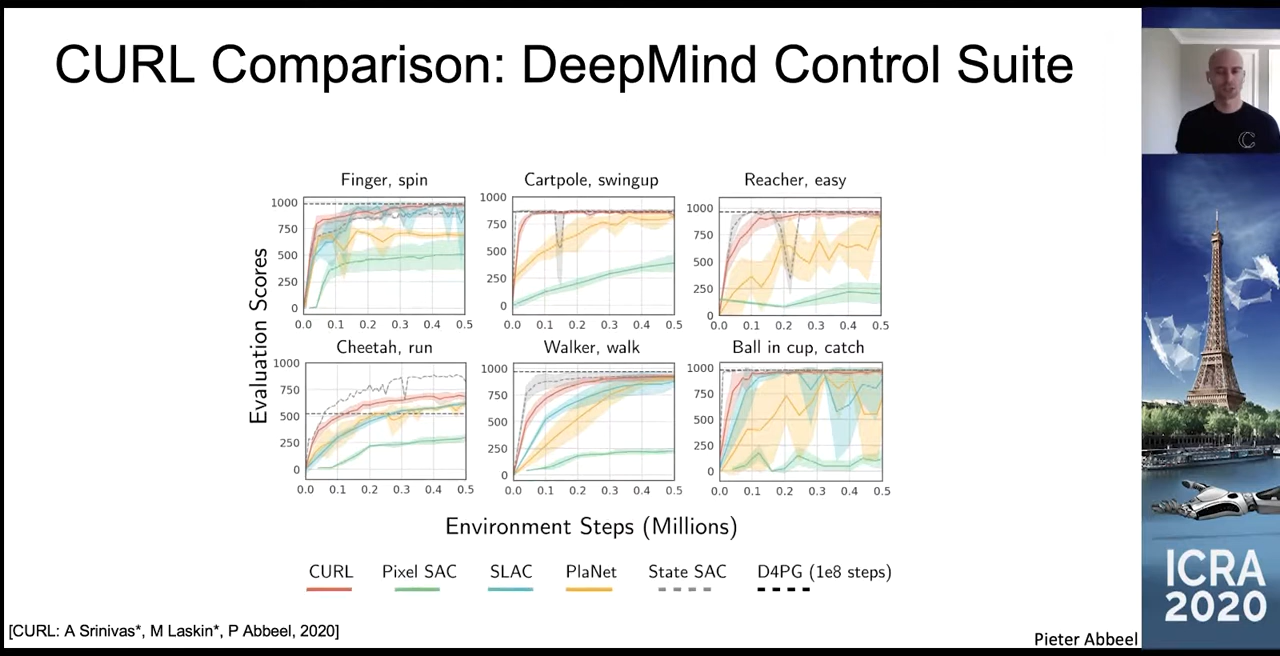 CURL Comparison: DeepMind Control Suite
Finger, spin
Cartpole, swingup
Reacher, easy
1000
750
500
250
0
0.0 0.1 0.2 0.3 0.4 0.5
1000
750
500
250
0
0.0 0.1 0.2 0.3 0.4 0.5
1000
750
500
250
0
0.0 0.1 0.2 0.3 0.4 0.5
Evaluation Scores
Cheetah, run
Walker, walk
Ball in cup, catch
1000
750
500
250
0
0.0 0.1 0.2 0.3 0.4 0.5
1000
750
500
250
0
0.0 0.1 0.2 0.3 0.4 0.5
1000
750
500
250
0
0.0 0.1 0.2 0.3 0.4 0.5
Environment Steps (Millions)
CURL Pixel SAC SLAC PlaNet State SAC D4PG (1e8 steps)
[CURL: A Srinivas*, M Laskin*, P Abbeel, 2020]
Pieter Abbeel
C
ICRA
2020